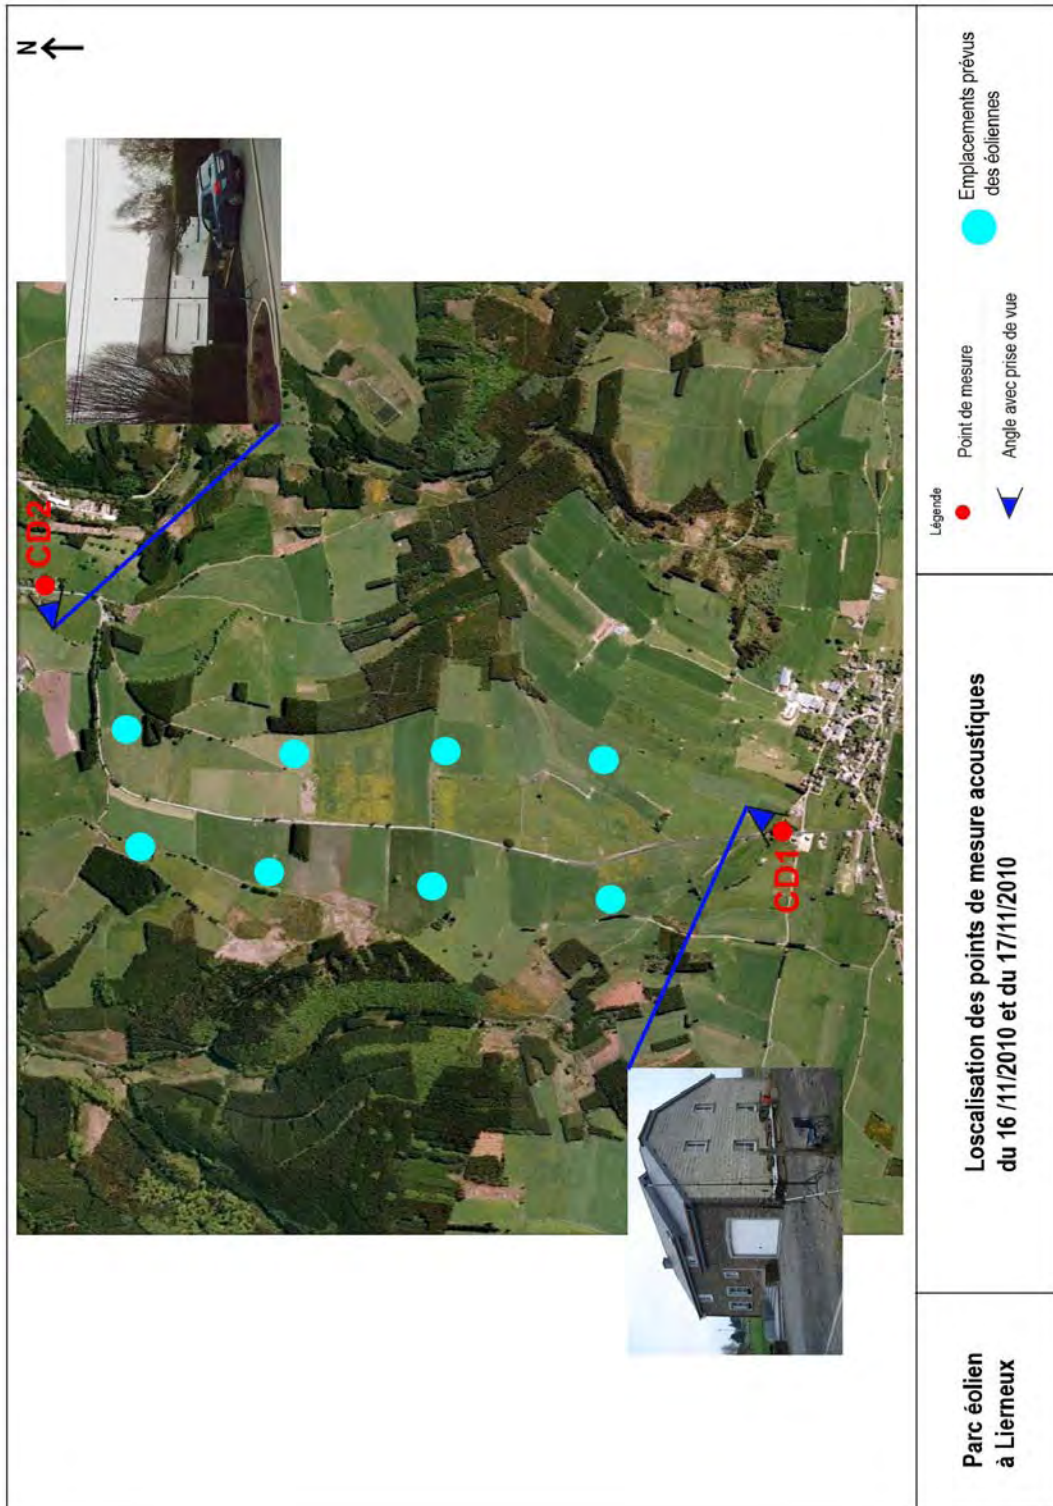 N
CD2
CD1
Légende
Point de mesure
Angle avec prise de vue
Emplacements prévus
des éoliennes
Loscalisation des points de mesure acoustiques
du 16 /11/2010 et du 17/11/2010
Parc éolien
à Lierneux